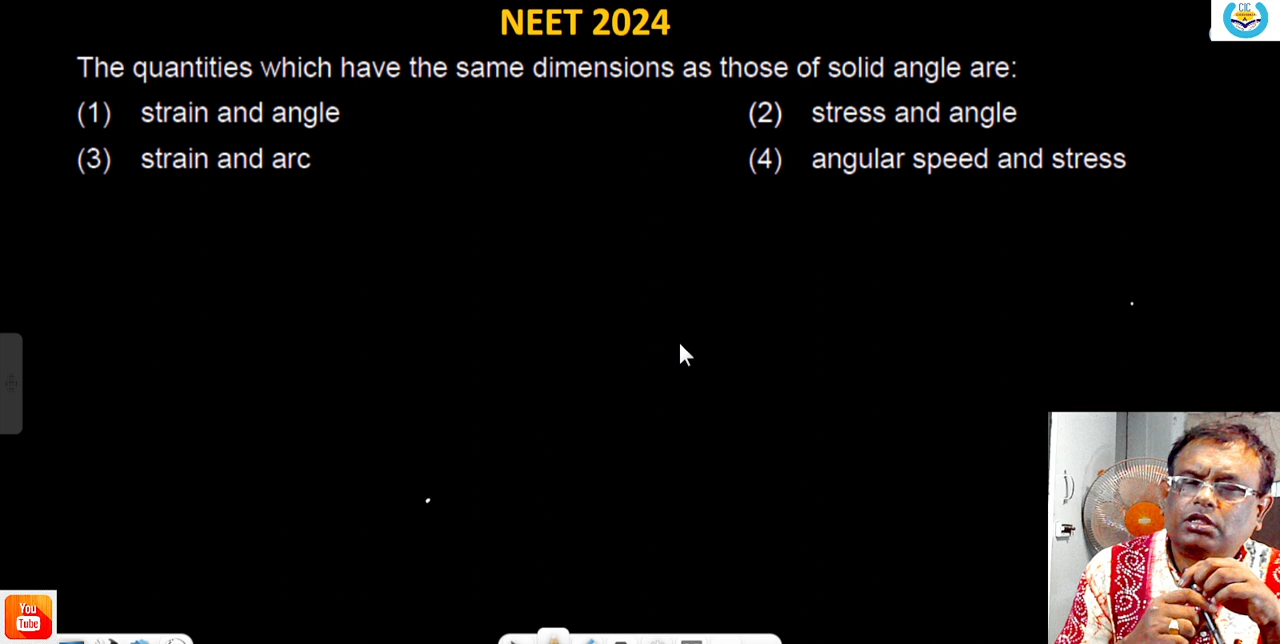 NEET 2024
CIC
The quantities which have the same dimensions as those of solid angle are:
(1) strain and angle (2) stress and angle
(3) strain and arc (4) angular speed and stress
You
Tube